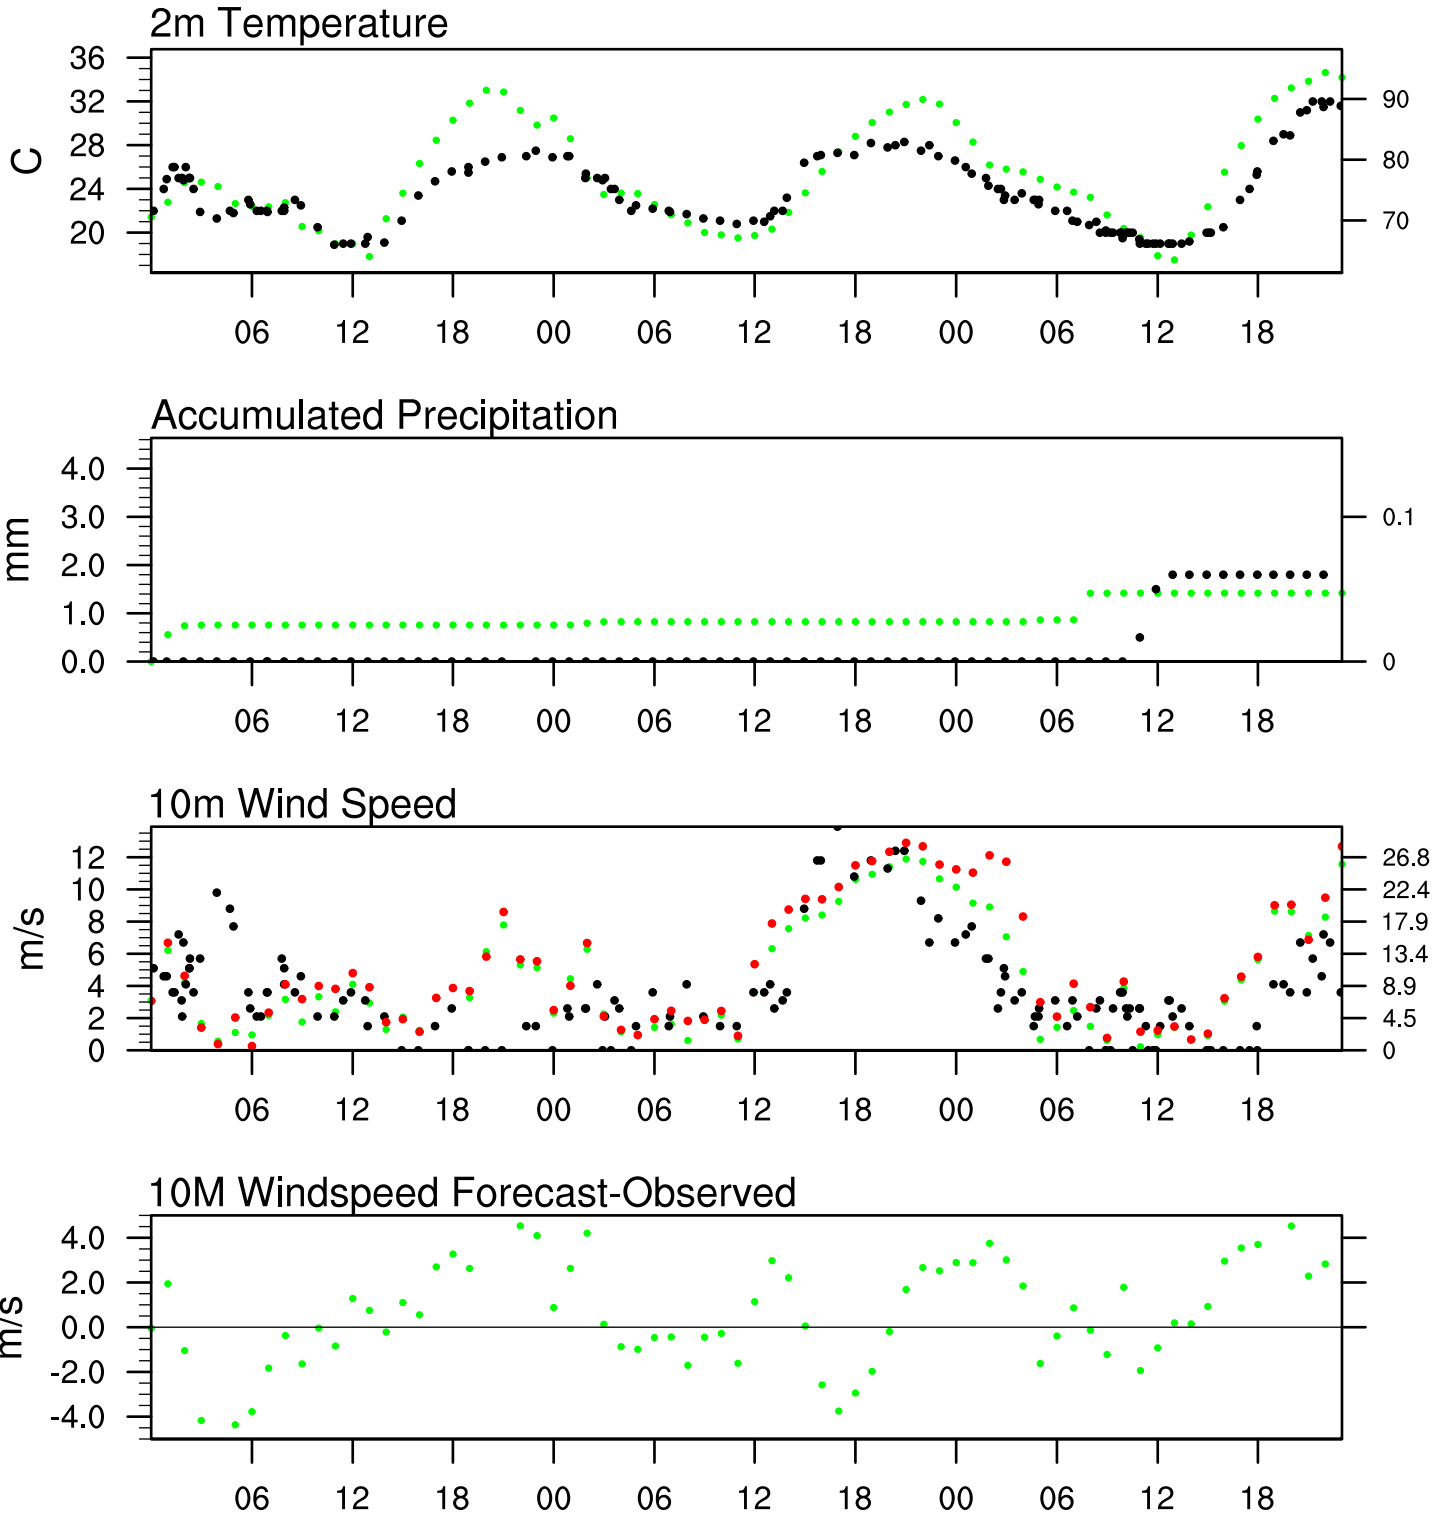 2m Temperature
36
32
28
24
20
C
90
80
70
06 12 18 00 06 12 18 00 06 12 18
Accumulated Precipitation
4.0
3.0
2.0
1.0
0.0
mm
0.1
0
06 12 18 00 06 12 18 00 06 12 18
10m Wind Speed
12
10
8
6
4
2
0
m/s
26.8
22.4
17.9
13.4
8.9
4.5
0
06 12 18 00 06 12 18 00 06 12 18
10M Windspeed Forecast-Observed
4.0
2.0
0.0
-2.0
-4.0
m/s
06 12 18 00 06 12 18 00 06 12 18